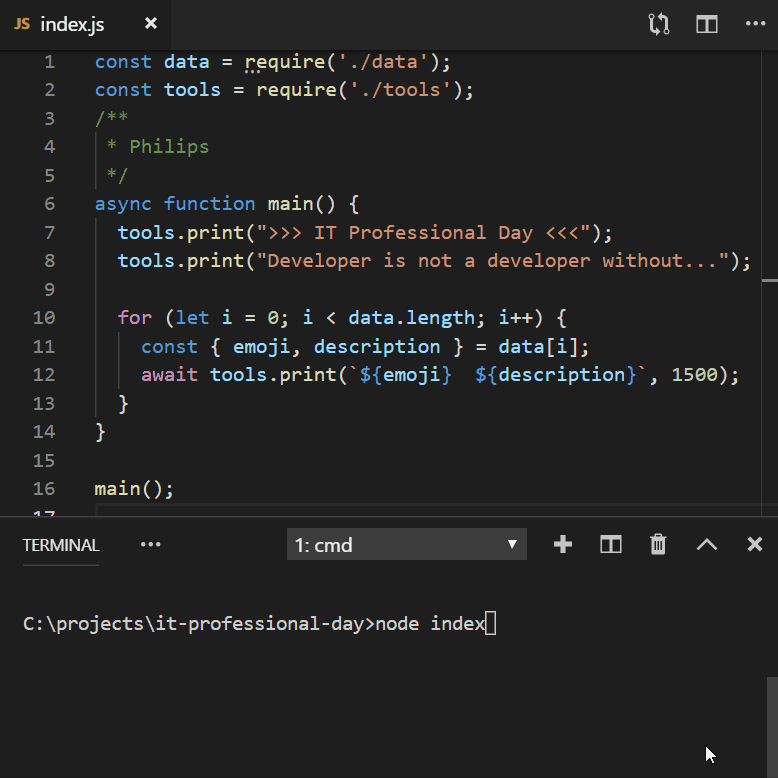 JS index.js ×
1 const data = require('./data');
2 const tools = require('./tools');
3 /**
4  * Philips
5  */
6 async function main() {
7   tools.print(">>> IT Professional Day <<<");
8   tools.print("Developer is not a developer without...");
9
10   for (let i = 0; i < data.length; i++) {
11     const { emoji, description } = data[i];
12     await tools.print(`${emoji}  ${description}`, 1500);
13   }
14 }
15
16 main();
17
TERMINAL ··· 1: cmd
C:\projects\it-professional-day>node index